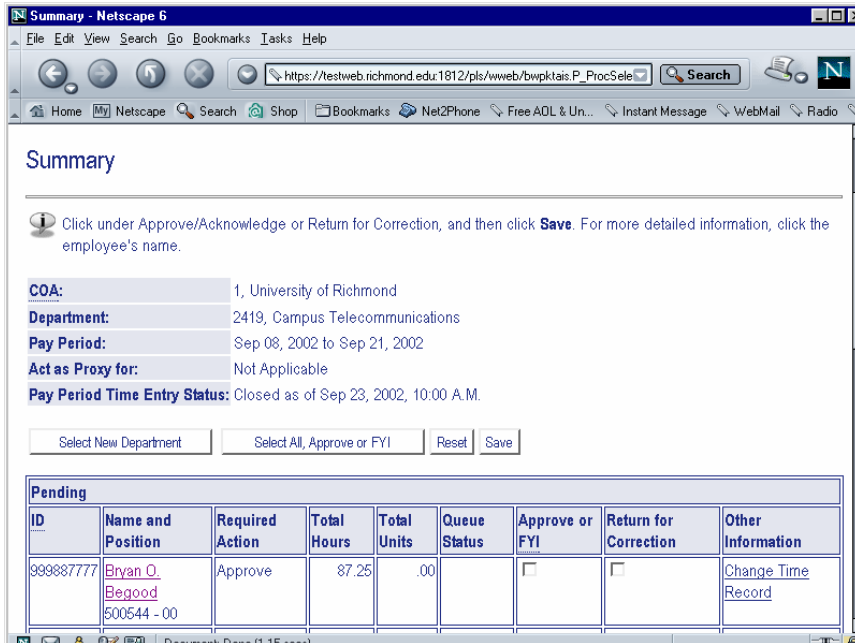 Summary - Netscape 6
File Edit View Search Go Bookmarks Tasks Help
https://testweb.richmond.edu:1812/pls/wweb/bwpktais.P_ProcSele
Search
N
Home My Netscape Search Shop Bookmarks Net2Phone Free AOL & Un... Instant Message WebMail Radio
Summary
Click under Approve/Acknowledge or Return for Correction, and then click Save. For more detailed information, click the
employee's name.
COA: 1, University of Richmond
Department: 2419, Campus Telecommunications
Pay Period: Sep 08, 2002 to Sep 21, 2002
Act as Proxy for: Not Applicable
Pay Period Time Entry Status: Closed as of Sep 23, 2002, 10:00 A.M.
Select New Department Select All, Approve or FYI Reset Save
Pending
ID Name and Position Required Action Total Hours Total Units Queue Status Approve or FYI Return for Correction Other Information
999887777 Bryan O. Begood 500544 - 00 Approve 87.25 .00 Change Time Record
Document: Done (1.15 secs)